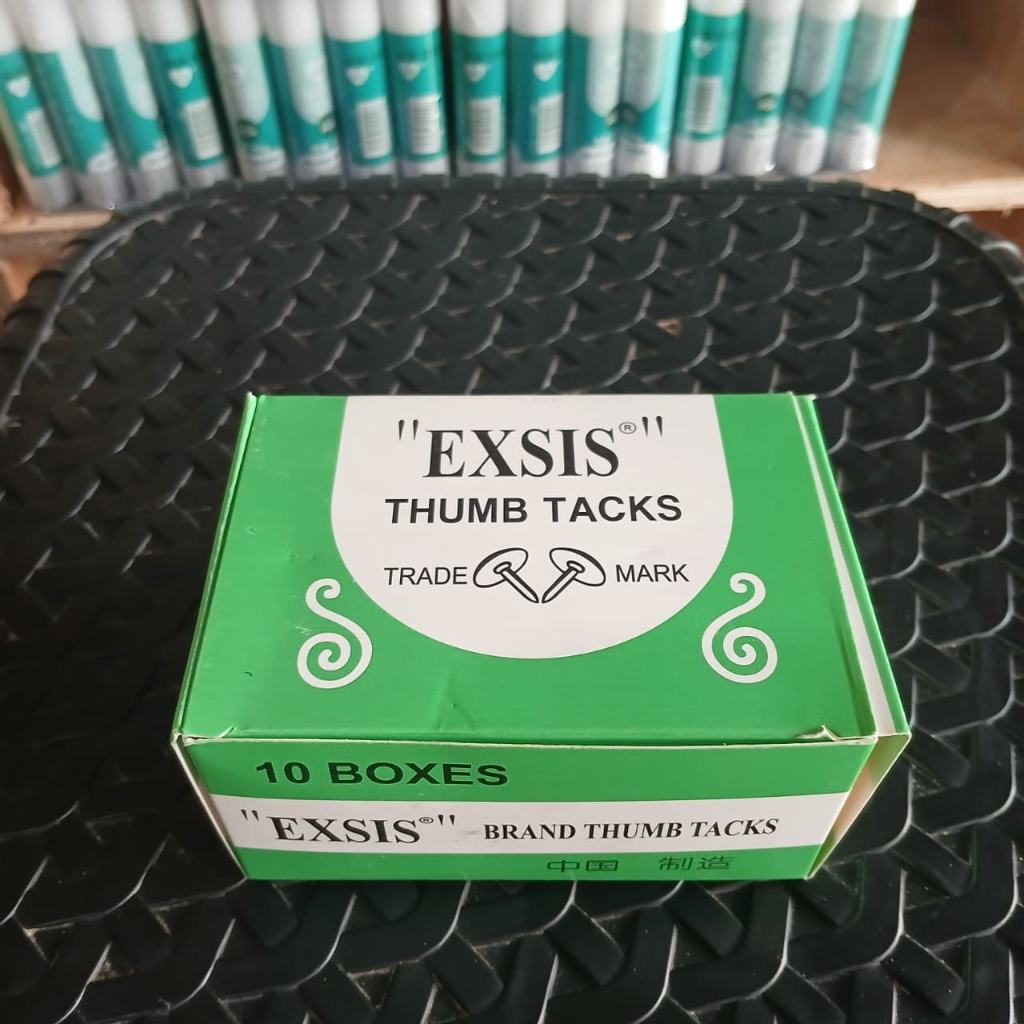 "EXSIS®"
THUMB TACKS
TRADE MARK
10 BOXES
"EXSIS®" BRAND THUMB TACKS
中国 制造